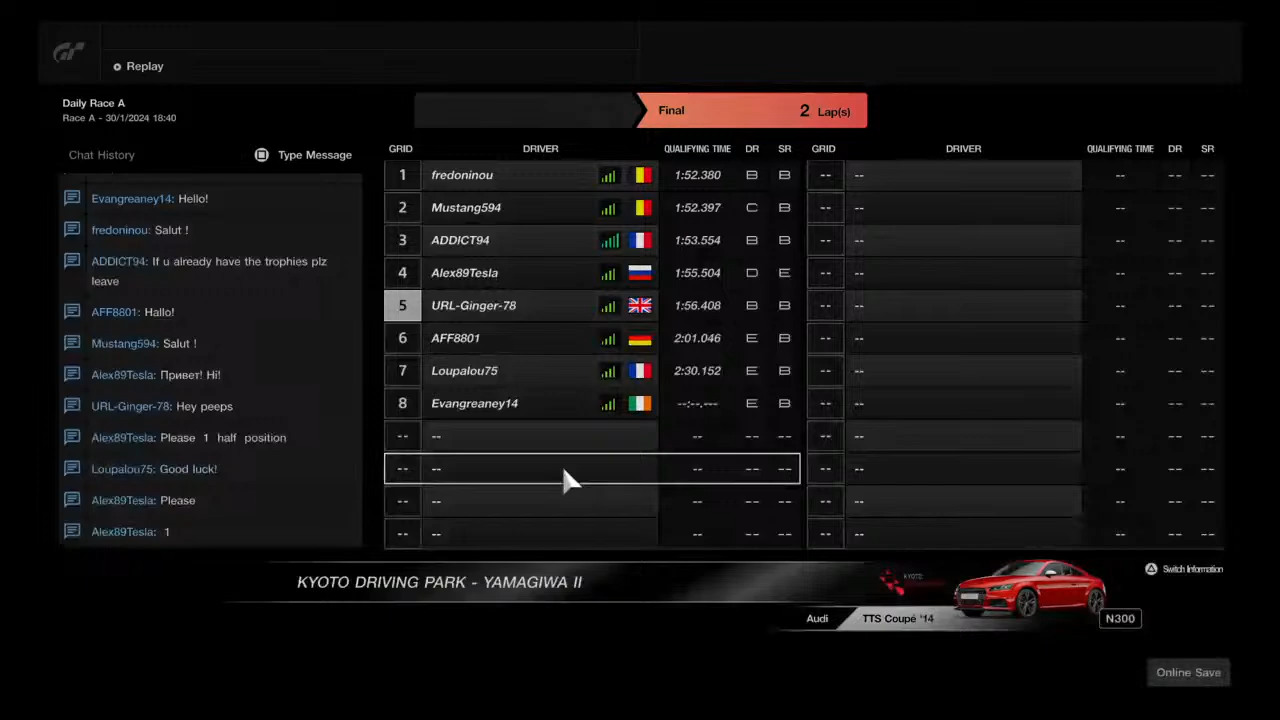 Replay
Daily Race A
Race A - 30/1/2024 18:40
Final 2 Lap(s)
Chat History Type Message
Evangreaney14: Hello!
fredoninou: Salut !
ADDICT94: If u already have the trophies plz
leave
AFF8801: Hallo!
Mustang594: Salut !
Alex89Tesla: Привет! Hi!
URL-Ginger-78: Hey peeps
Alex89Tesla: Please 1 half position
Loupalou75: Good luck!
Alex89Tesla: Please
Alex89Tesla: 1
GRID DRIVER QUALIFYING TIME DR SR GRID DRIVER QUALIFYING TIME DR SR
1 fredoninou 1:52.380 B B -- -- -- -- --
2 Mustang594 1:52.397 C B -- -- -- -- --
3 ADDICT94 1:53.554 B B -- -- -- -- --
4 Alex89Tesla 1:55.504 D E -- -- -- -- --
5 URL-Ginger-78 1:56.408 B B -- -- -- -- --
6 AFF8801 2:01.046 E B -- -- -- -- --
7 Loupalou75 2:30.152 E B -- -- -- -- --
8 Evangreaney14 --:--.--- E B -- -- -- -- --
-- -- -- -- -- -- -- -- -- --
-- -- -- -- -- -- -- -- -- --
-- -- -- -- -- -- -- -- -- --
-- -- -- -- -- -- -- -- -- --
KYOTO DRIVING PARK - YAMAGIWA II
KYOTO
Switch Information
Audi TTS Coupé '14 N300
Online Save